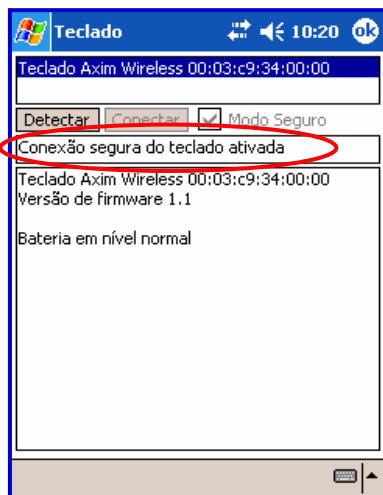 Teclado 10:20 ok
Teclado Axim Wireless 00:03:c9:34:00:00
Detectar Conectar Modo Seguro
Conexão segura do teclado ativada
Teclado Axim Wireless 00:03:c9:34:00:00
Versão de firmware 1.1
Bateria em nível normal